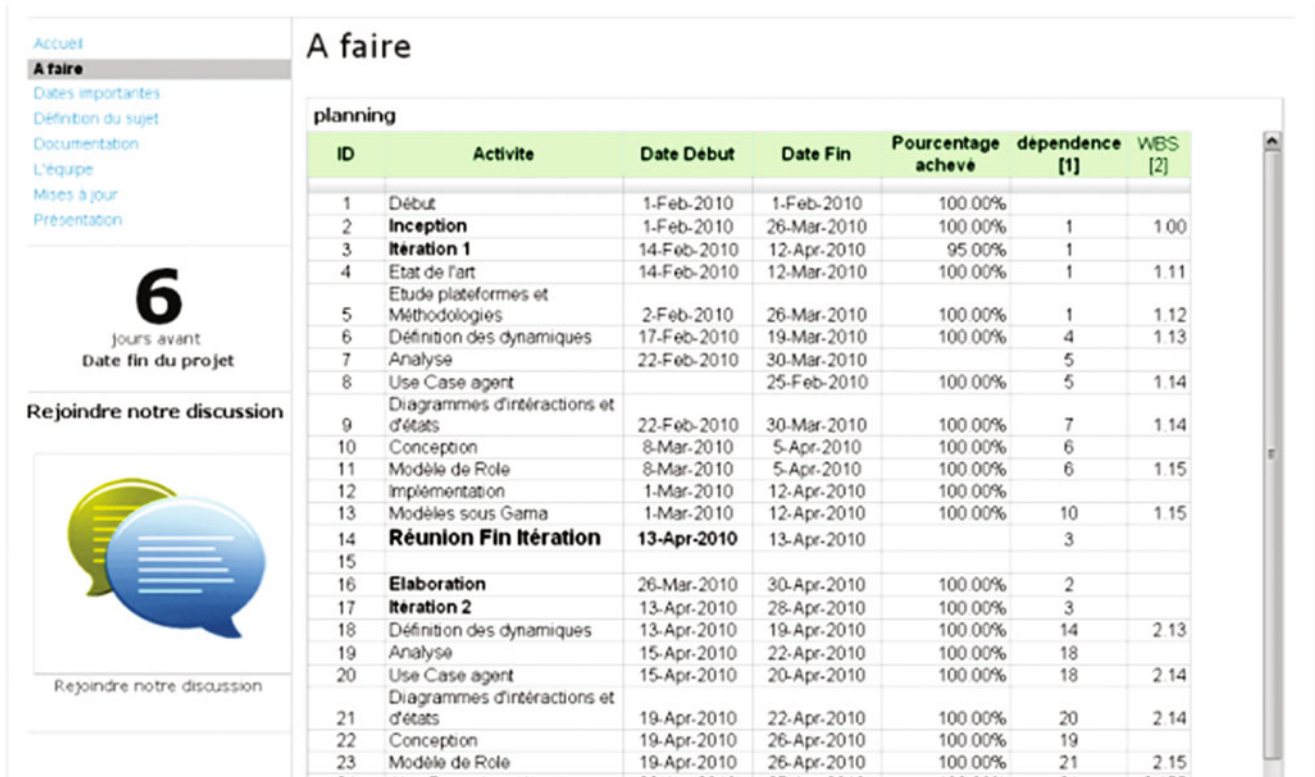 Accueil
A faire
Dates importantes
Définition du sujet
Documentation
L'équipe
Mises à jour
Présentation
6
jours avant
Date fin du projet
Rejoindre notre discussion
Rejoindre notre discussion
A faire
planning
ID Activite Date Début Date Fin Pourcentage achevé dépendence [1] WBS [2]
1 Début 1-Feb-2010 1-Feb-2010 100.00%
2 Inception 1-Feb-2010 26-Mar-2010 100.00% 1 1.00
3 Itération 1 14-Feb-2010 12-Apr-2010 95.00% 1
4 Etat de l'art 14-Feb-2010 12-Mar-2010 100.00% 1 1.11
Etude plateformes et
5 Méthodologies 2-Feb-2010 26-Mar-2010 100.00% 1 1.12
6 Définition des dynamiques 17-Feb-2010 19-Mar-2010 100.00% 4 1.13
7 Analyse 22-Feb-2010 30-Mar-2010 5
8 Use Case agent 25-Feb-2010 100.00% 5 1.14
Diagrammes d'intéractions et
9 d'états 22-Feb-2010 30-Mar-2010 100.00% 7 1.14
10 Conception 8-Mar-2010 5-Apr-2010 100.00% 6
11 Modèle de Role 8-Mar-2010 5-Apr-2010 100.00% 6 1.15
12 Implémentation 1-Mar-2010 12-Apr-2010 100.00%
13 Modèles sous Gama 1-Mar-2010 12-Apr-2010 100.00% 10 1.15
14 Réunion Fin Itération 13-Apr-2010 13-Apr-2010 3
15
16 Elaboration 26-Mar-2010 30-Apr-2010 100.00% 2
17 Itération 2 13-Apr-2010 28-Apr-2010 100.00% 3
18 Définition des dynamiques 13-Apr-2010 19-Apr-2010 100.00% 14 2.13
19 Analyse 15-Apr-2010 22-Apr-2010 100.00% 18
20 Use Case agent 15-Apr-2010 20-Apr-2010 100.00% 18 2.14
Diagrammes d'intéractions et
21 d'états 19-Apr-2010 22-Apr-2010 100.00% 20 2.14
22 Conception 19-Apr-2010 26-Apr-2010 100.00% 19
23 Modèle de Role 19-Apr-2010 26-Apr-2010 100.00% 21 2.15